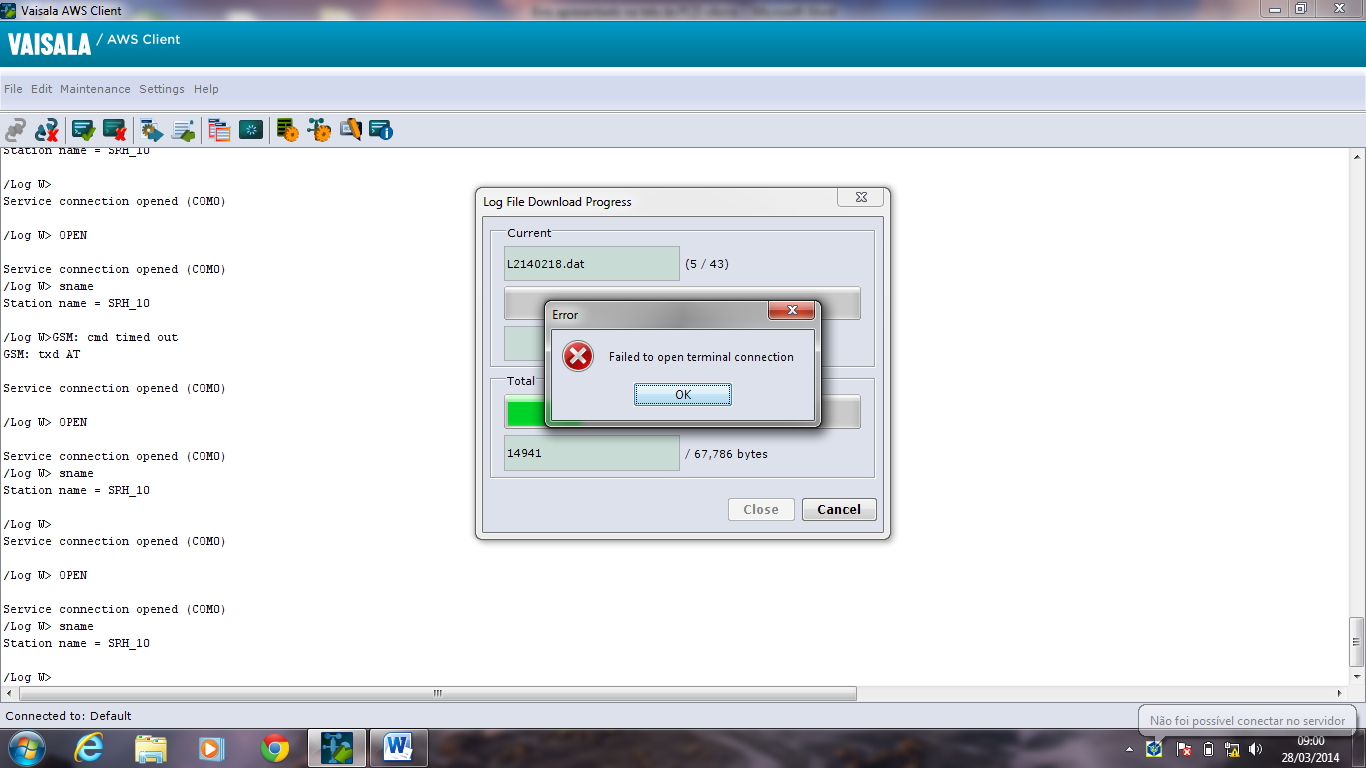 Vaisala AWS Client
VAISALA / AWS Client
File Edit Maintenance Settings Help
Station name = SRH_10
/Log W>
Service connection opened (COM0)
/Log W> OPEN
Service connection opened (COM0)
/Log W> sname
Station name = SRH_10
/Log W>GSM: cmd timed out
GSM: txd AT
Service connection opened (COM0)
/Log W> OPEN
Service connection opened (COM0)
/Log W> sname
Station name = SRH_10
/Log W>
Service connection opened (COM0)
/Log W> OPEN
Service connection opened (COM0)
/Log W> sname
Station name = SRH_10
/Log W>
Log File Download Progress
Current
L2140218.dat (5 / 43)
Error
Failed to open terminal connection
OK
Total
14941 / 67,786 bytes
Close Cancel
Connected to: Default
Não foi possível conectar no servidor
09:00
28/03/2014